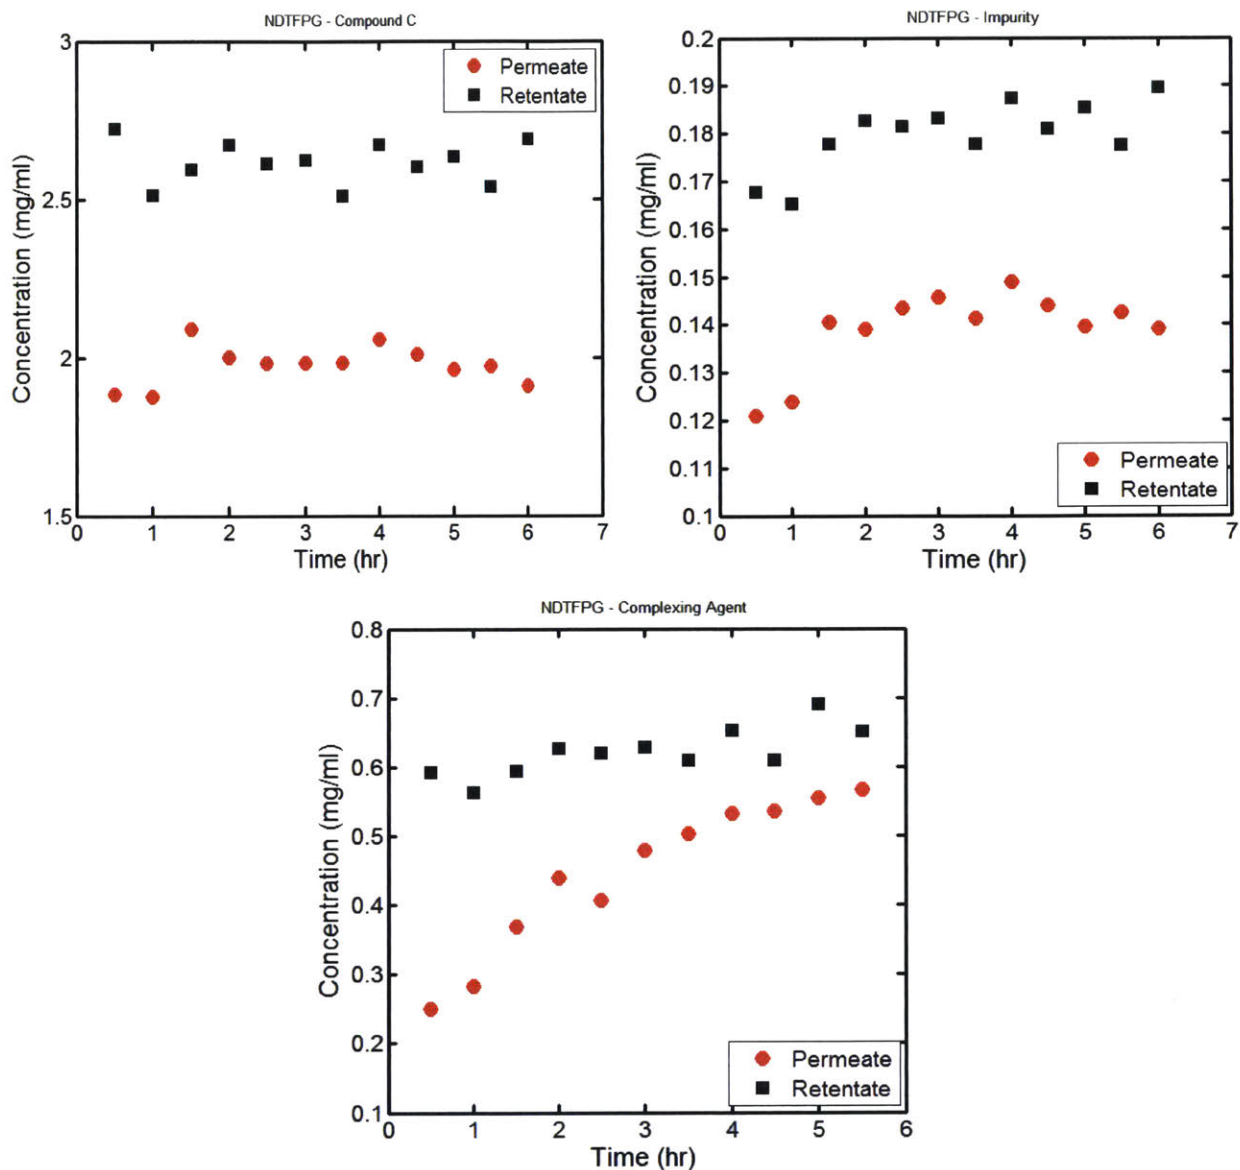 NDTFPG - Compound C
3
2.5
2
1.5
Concentration (mg/ml)
Permeate
Retentate
0 1 2 3 4 5 6 7
Time (hr)
NDTFPG - Impurity
0.2
0.19
0.18
0.17
0.16
0.15
0.14
0.13
0.12
0.11
0.1
Concentration (mg/ml)
Permeate
Retentate
0 1 2 3 4 5 6 7
Time (hr)
NDTFPG - Complexing Agent
0.8
0.7
0.6
0.5
0.4
0.3
0.2
0.1
Concentration (mg/ml)
Permeate
Retentate
0 1 2 3 4 5 6
Time (hr)